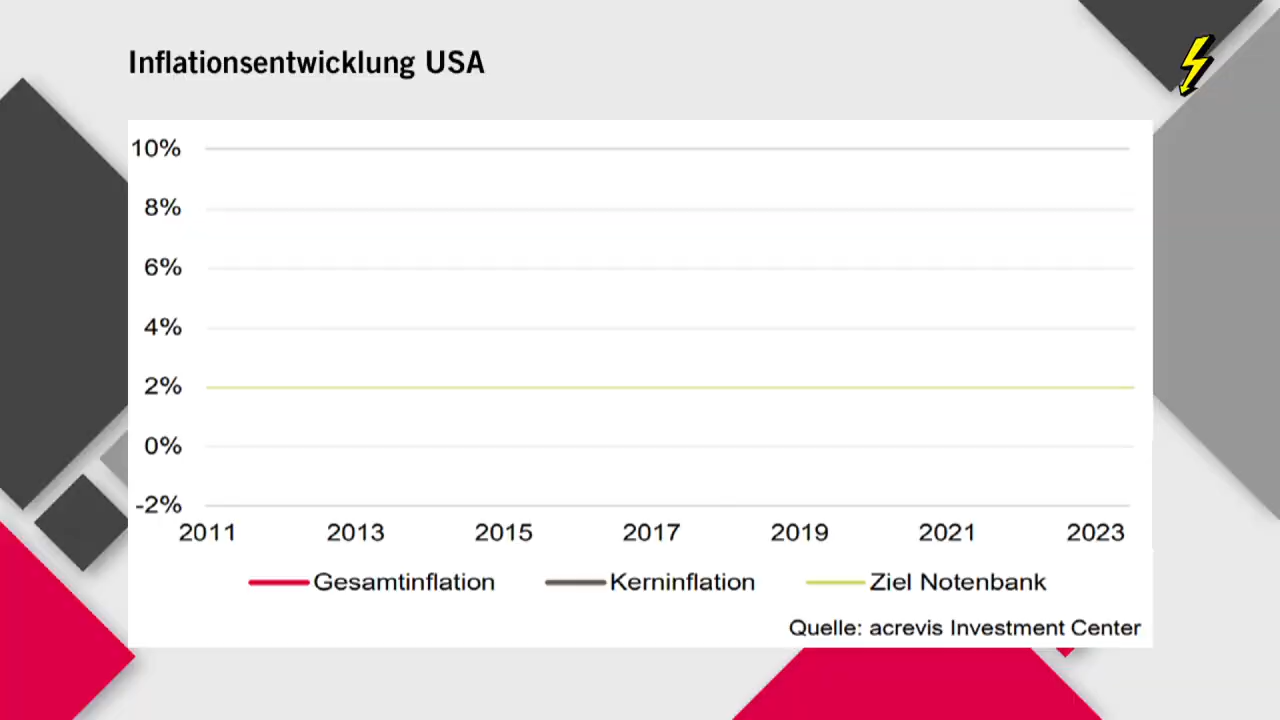 Inflationsentwicklung USA
10%
8%
6%
4%
2%
0%
-2%
2011 2013 2015 2017 2019 2021 2023
Gesamtinflation Kerninflation Ziel Notenbank
Quelle: acrevis Investment Center